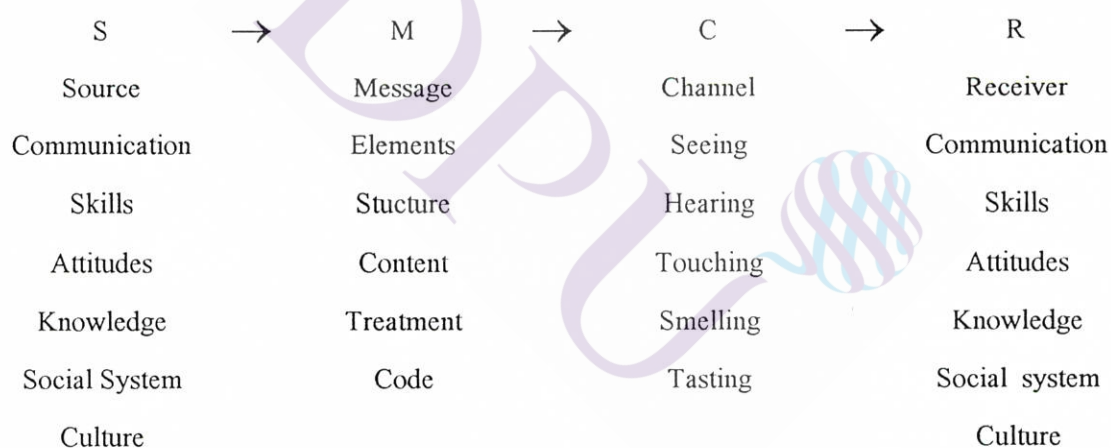 S → M → C → R
Source Message Channel Receiver
Communication Elements Seeing Communication
Skills Stucture Hearing Skills
Attitudes Content Touching Attitudes
Knowledge Treatment Smelling Knowledge
Social System Code Tasting Social system
Culture Culture
DPU